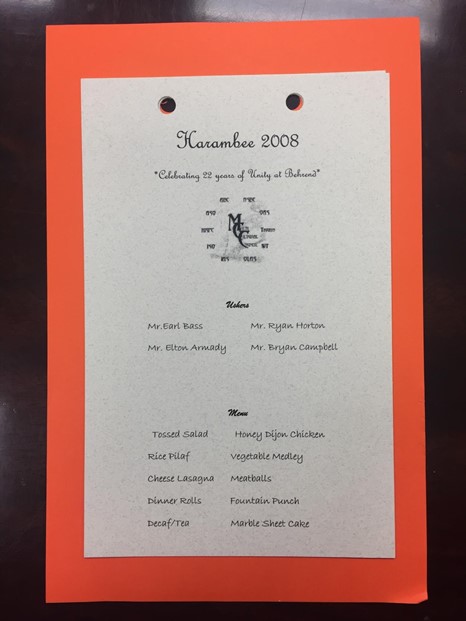 Harambee 2008
"Celebrating 22 years of Unity at Behrend"
MCC
Ushers
Mr.Earl Bass Mr. Ryan Horton
Mr. Elton Armady Mr. Bryan Campbell
Menu
Tossed Salad Honey Dijon Chicken
Rice Pilaf Vegetable Medley
Cheese Lasagna Meatballs
Dinner Rolls Fountain Punch
Decaf/Tea Marble Sheet Cake